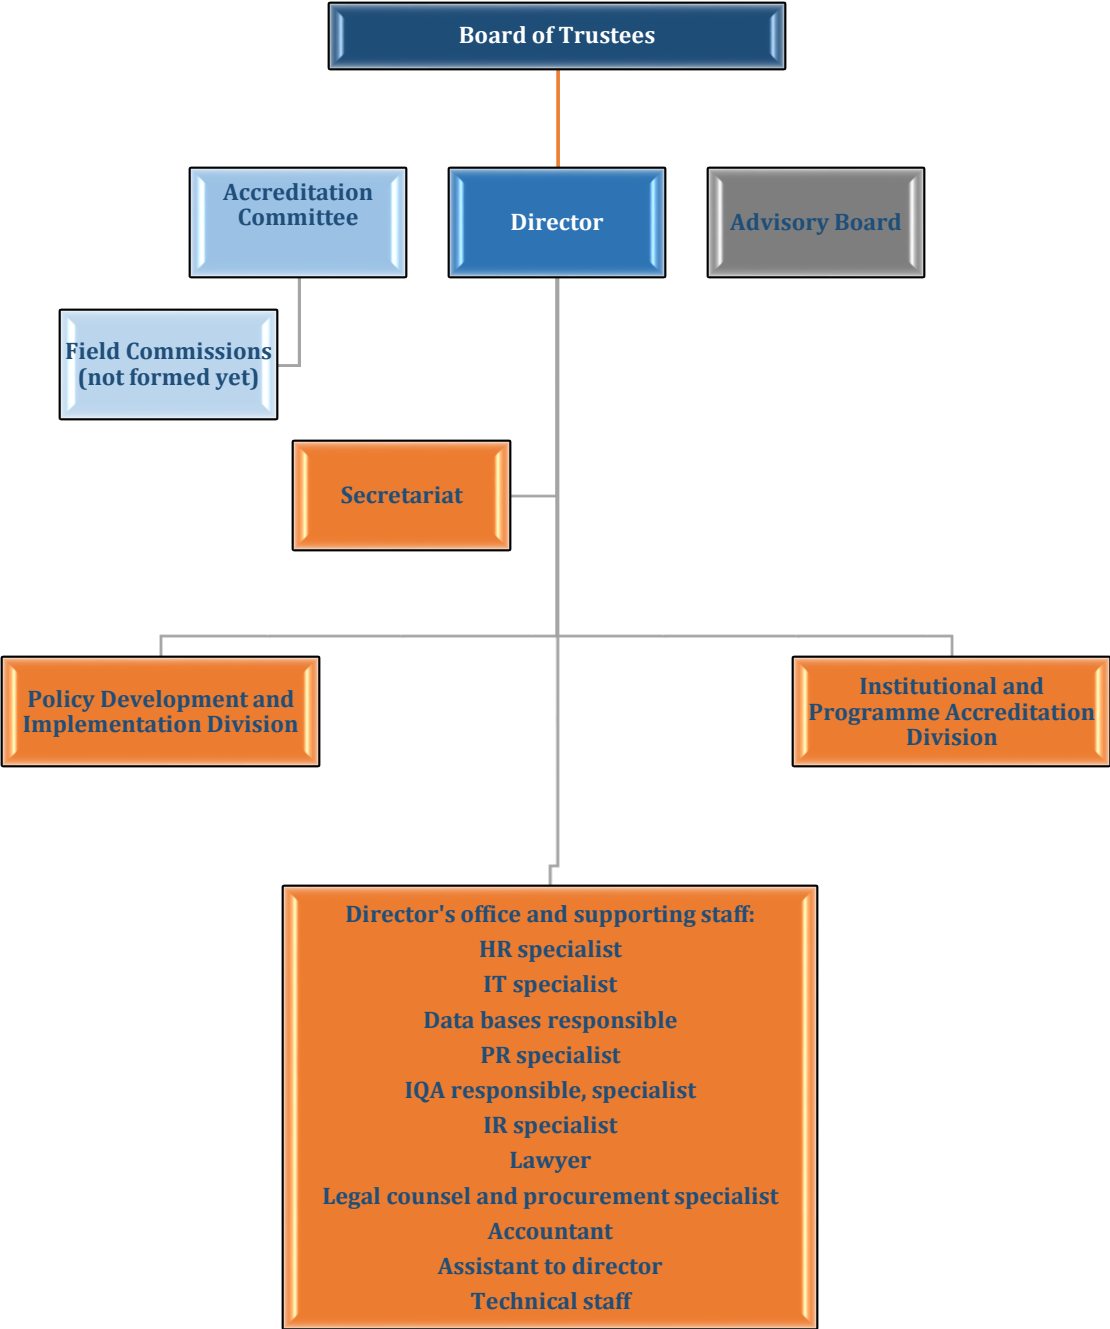 Board of Trustees
Accreditation
Committee
Director
Advisory Board
Field Commissions
(not formed yet)
Secretariat
Policy Development and
Implementation Division
Institutional and
Programme Accreditation
Division
Director's office and supporting staff:
HR specialist
IT specialist
Data bases responsible
PR specialist
IQA responsible, specialist
IR specialist
Lawyer
Legal counsel and procurement specialist
Accountant
Assistant to director
Technical staff